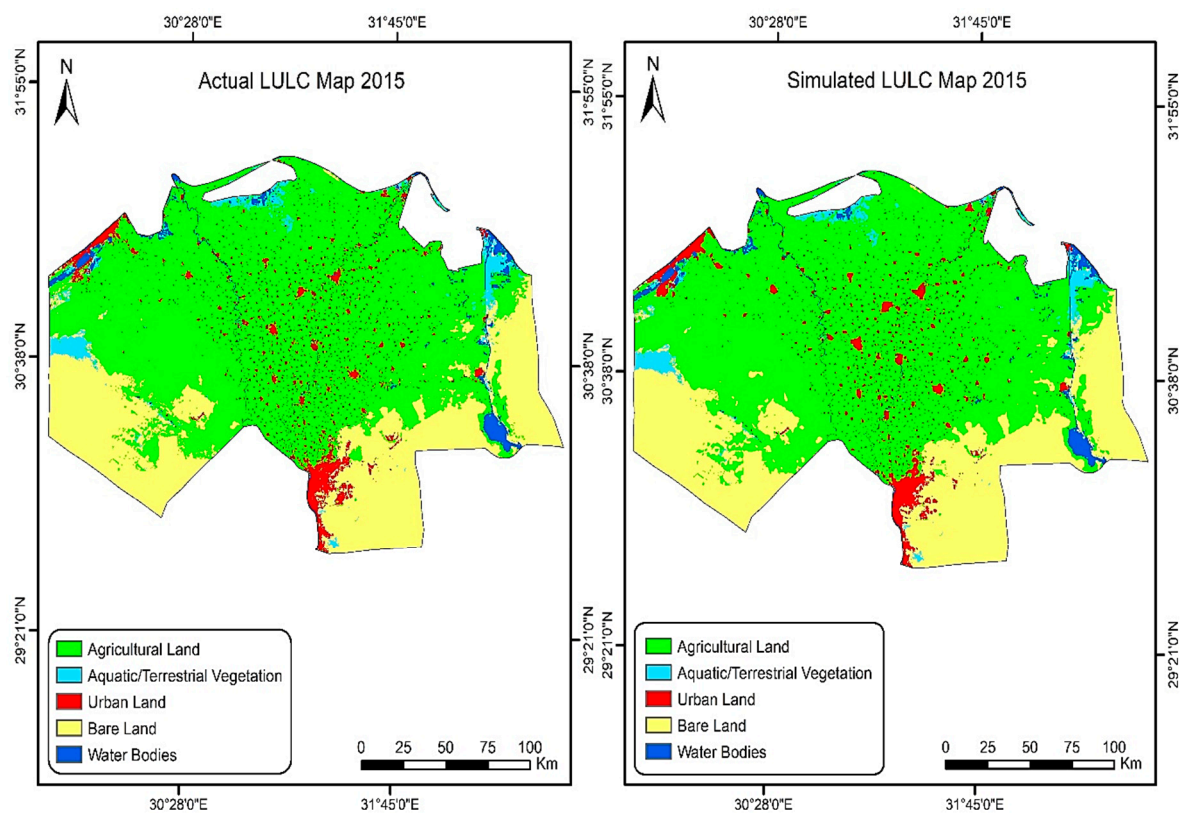 30°28'0"E 31°45'0"E
N
Actual LULC Map 2015
31°55'0"N
30°38'0"N
29°21'0"N
31°55'0"N
30°38'0"N
29°21'0"N
Agricultural Land
Aquatic/Terrestrial Vegetation
Urban Land
Bare Land
Water Bodies
0 25 50 75 100
Km
30°28'0"E 31°45'0"E
30°28'0"E 31°45'0"E
N
Simulated LULC Map 2015
31°55'0"N
30°38'0"N
29°21'0"N
31°55'0"N
30°38'0"N
29°21'0"N
Agricultural Land
Aquatic/Terrestrial Vegetation
Urban Land
Bare Land
Water Bodies
0 25 50 75 100
Km
30°28'0"E 31°45'0"E